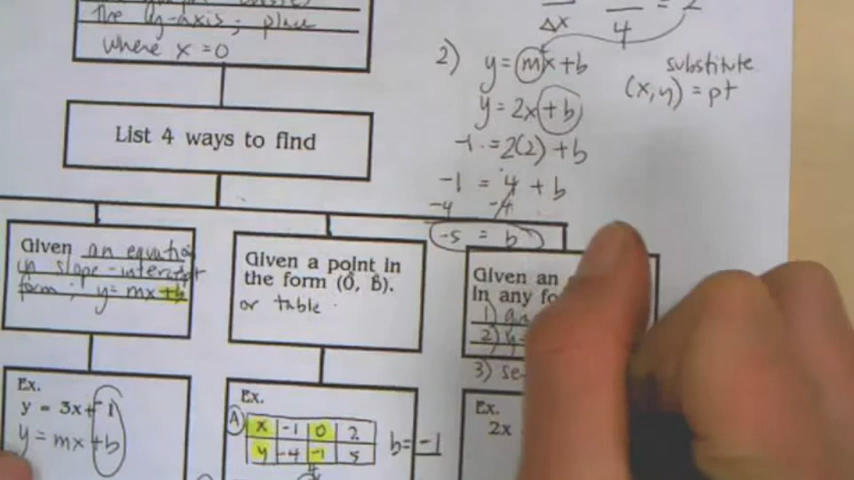 the y-axis; place
where x = 0
List 4 ways to find
Given an equation
in slope-intercept
form; y = mx + b
Given a point in
the form (0, B).
or table
Given an
in any fo
1)
2) y
3) se
Ex.
y = 3x + 1
y = mx + b
Ex.
A x -1 0 2
y -4 -1 5
b = -1
Ex.
2x
Δx 4 = 2
2) y = mx + b
y = 2x + b
-1 = 2(2) + b
-1 = 4 + b
-4 -4
-5 = b
substitute
(x, y) = pt